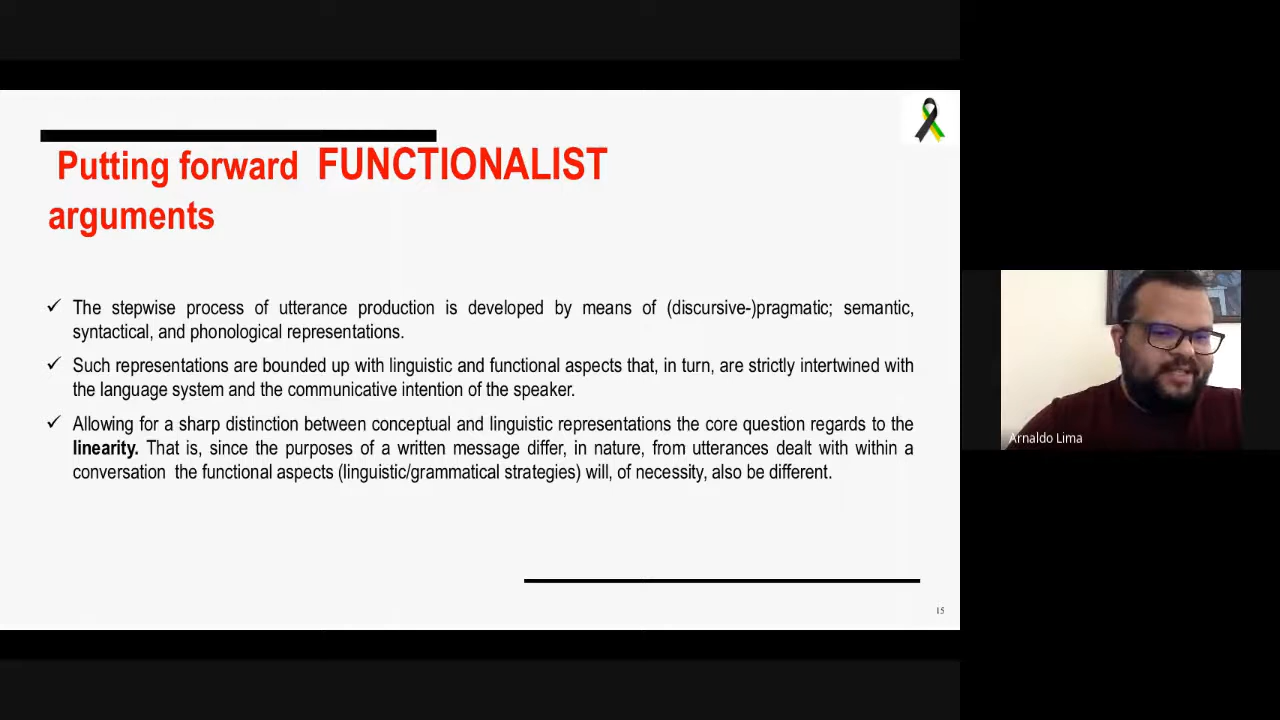 Putting forward FUNCTIONALIST
arguments
✓ The stepwise process of utterance production is developed by means of (discursive-)pragmatic; semantic,
syntactical, and phonological representations.
✓ Such representations are bounded up with linguistic and functional aspects that, in turn, are strictly intertwined with
the language system and the communicative intention of the speaker.
✓ Allowing for a sharp distinction between conceptual and linguistic representations the core question regards to the
linearity. That is, since the purposes of a written message differ, in nature, from utterances dealt with within a
conversation the functional aspects (linguistic/grammatical strategies) will, of necessity, also be different.
15
Arnaldo Lima